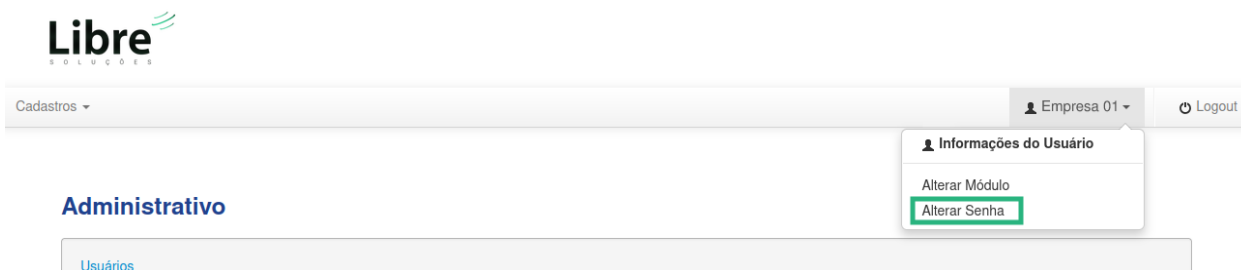 Libre
SOLUÇÕES
Cadastros
Empresa 01
Logout
Informações do Usuário
Alterar Módulo
Alterar Senha
Administrativo
Usuários